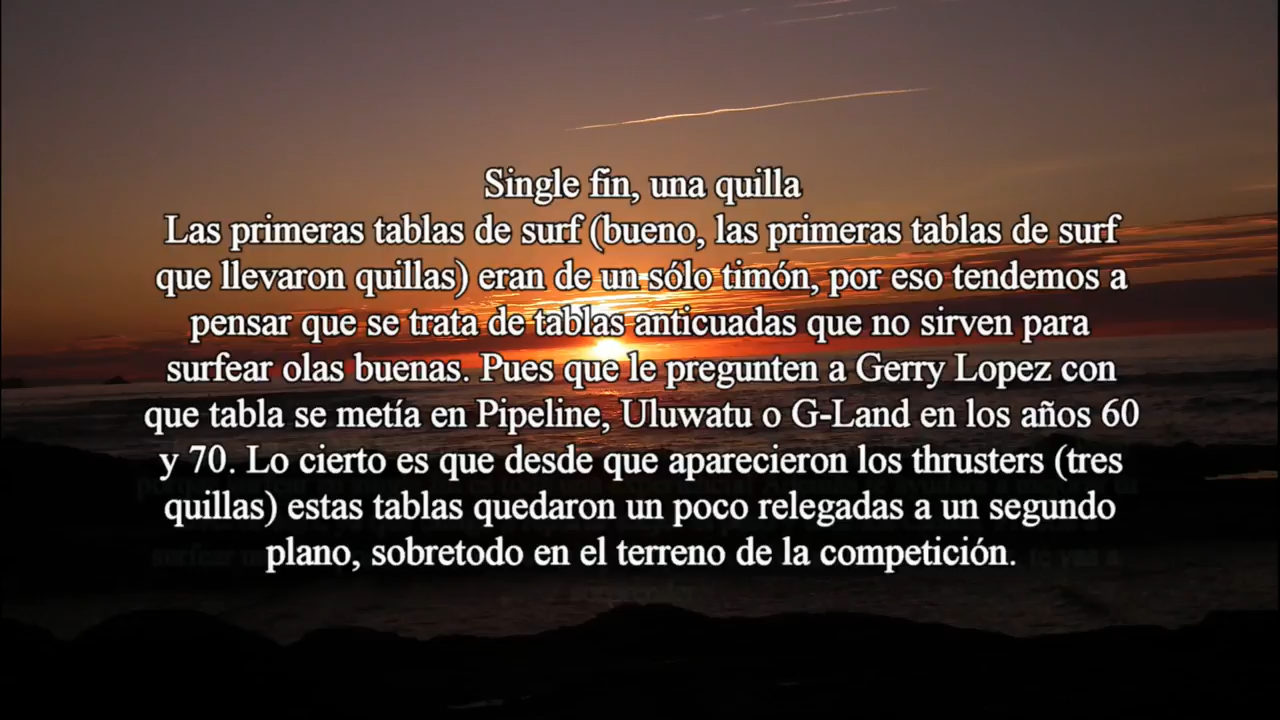 Single fin, una quilla
Las primeras tablas de surf (bueno, las primeras tablas de surf
que llevaron quillas) eran de un sólo timón, por eso tendemos a
pensar que se trata de tablas anticuadas que no sirven para
surfear olas buenas. Pues que le pregunten a Gerry Lopez con
que tabla se metía en Pipeline, Uluwatu o G-Land en los años 60
y 70. Lo cierto es que desde que aparecieron los thrusters (tres
quillas) estas tablas quedaron un poco relegadas a un segundo
plano, sobretodo en el terreno de la competición.